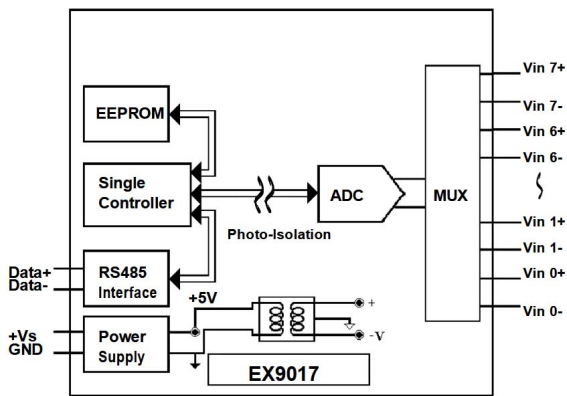 EEPROM
Single
Controller
Photo-Isolation
ADC
MUX
Vin 7+
Vin 7-
Vin 6+
Vin 6-
Vin 1+
Vin 1-
Vin 0+
Vin 0-
Data+
Data-
RS485
Interface
+5V
+Vs
GND
Power
Supply
+
-V
EX9017